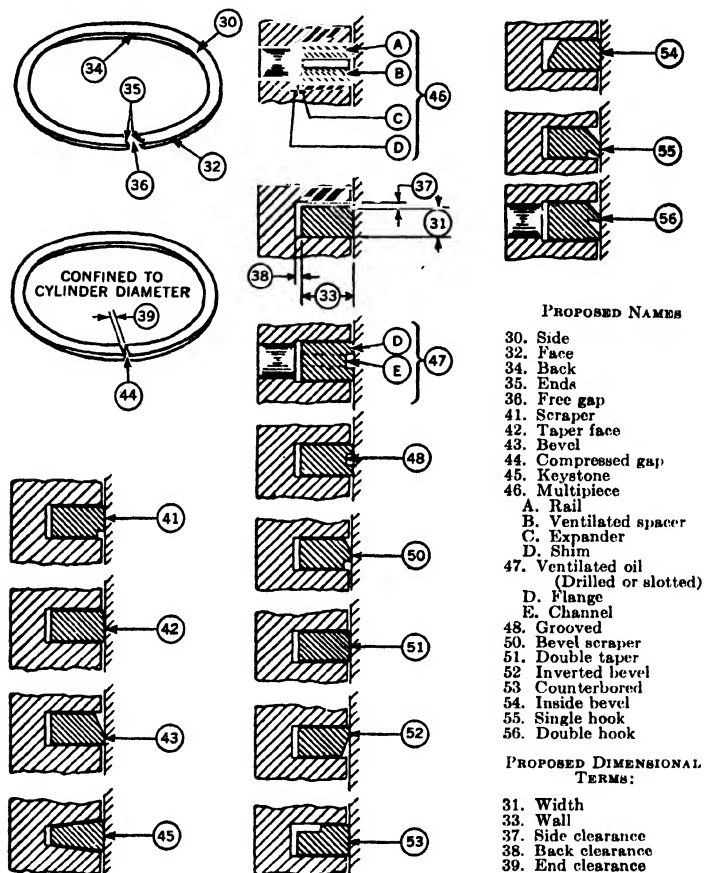 30
34
35
32
36
CONFINED TO
CYLINDER DIAMETER
39
44
41
42
43
45
A
B
46
C
D
37
31
38
33
D
47
E
48
50
51
52
53
54
55
56
PROPOSED NAMES
30. Side
32. Face
34. Back
35. Ends
36. Free gap
41. Scraper
42. Taper face
43. Bevel
44. Compressed gap
45. Keystone
46. Multipiece
A. Rail
B. Ventilated spacer
C. Expander
D. Shim
47. Ventilated oil
(Drilled or slotted)
D. Flange
E. Channel
48. Grooved
50. Bevel scraper
51. Double taper
52 Inverted bevel
53 Counterbored
54. Inside bevel
55. Single hook
56. Double hook
PROPOSED DIMENSIONAL
TERMS:
31. Width
33. Wall
37. Side clearance
38. Back clearance
39. End clearance